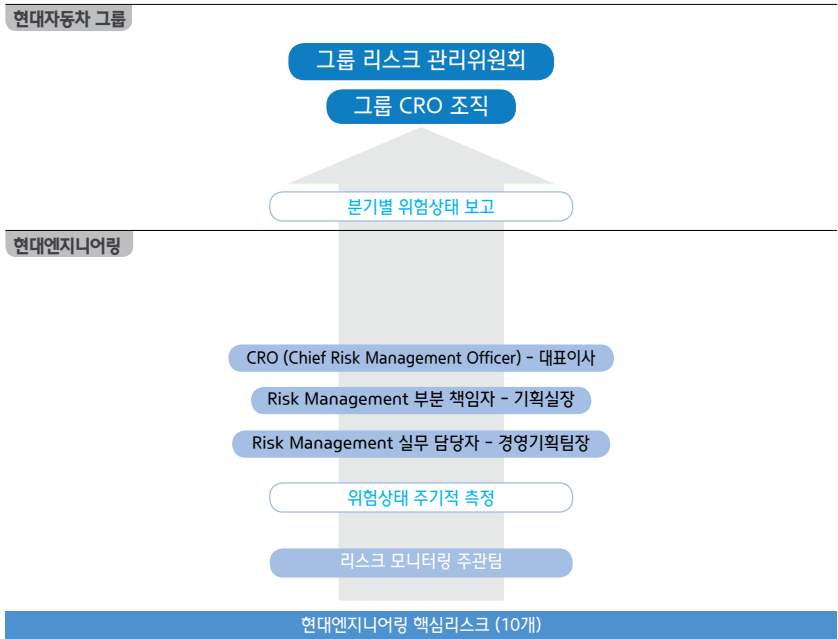 현대자동차 그룹
그룹 리스크 관리위원회
그룹 CRO 조직
분기별 위험상태 보고
현대엔지니어링
CRO (Chief Risk Management Officer) - 대표이사
Risk Management 부분 책임자 - 기획실장
Risk Management 실무 담당자 - 경영기획팀장
위험상태 주기적 측정
리스크 모니터링 주관팀
현대엔지니어링 핵심리스크 (10개)